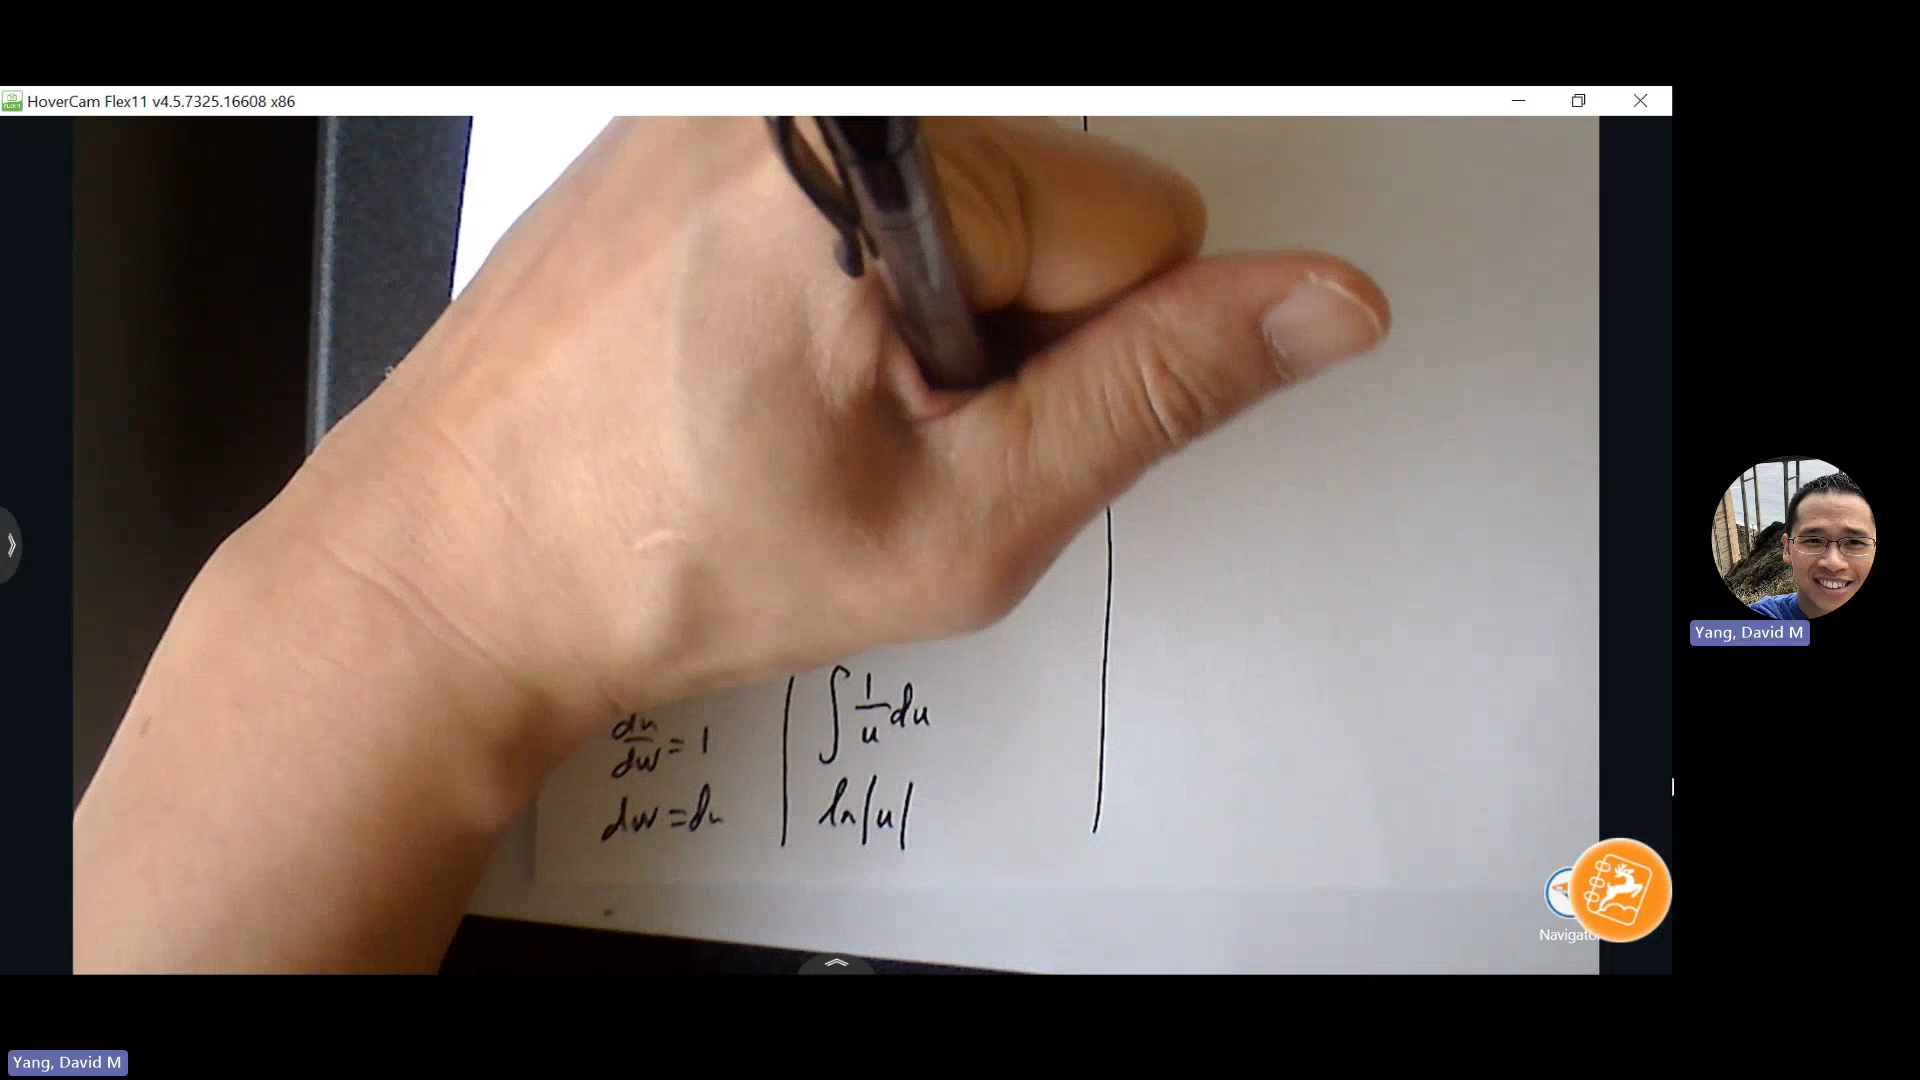 HoverCam Flex11 v4.5.7325.16608 x86
du/dw = 1
dw = du
∫ 1/u du
ln|u|
Yang, David M
Yang, David M